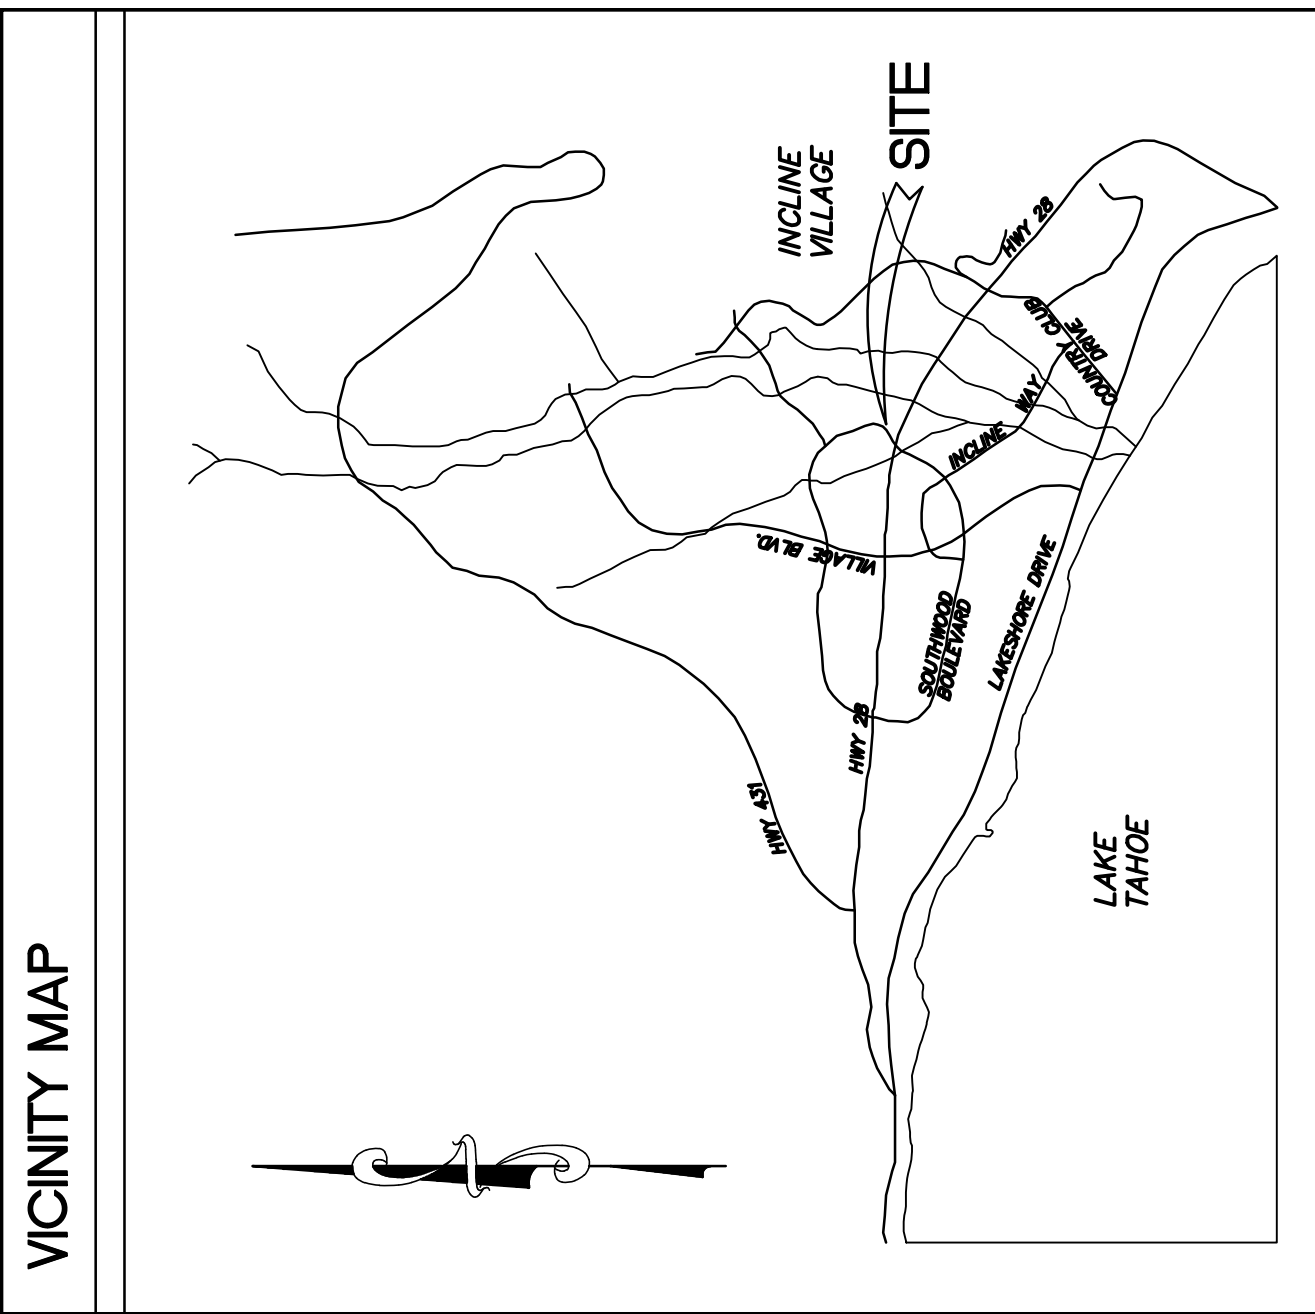 VICINITY MAP
INCLINE
VILLAGE
SITE
HWY 28
COUNTRY CLUB
DRIVE
INCLINE WAY
VILLAGE BLVD.
SOUTHWOOD
BOULEVARD
LAKESHORE DRIVE
HWY 28
HWY 431
LAKE
TAHOE
N